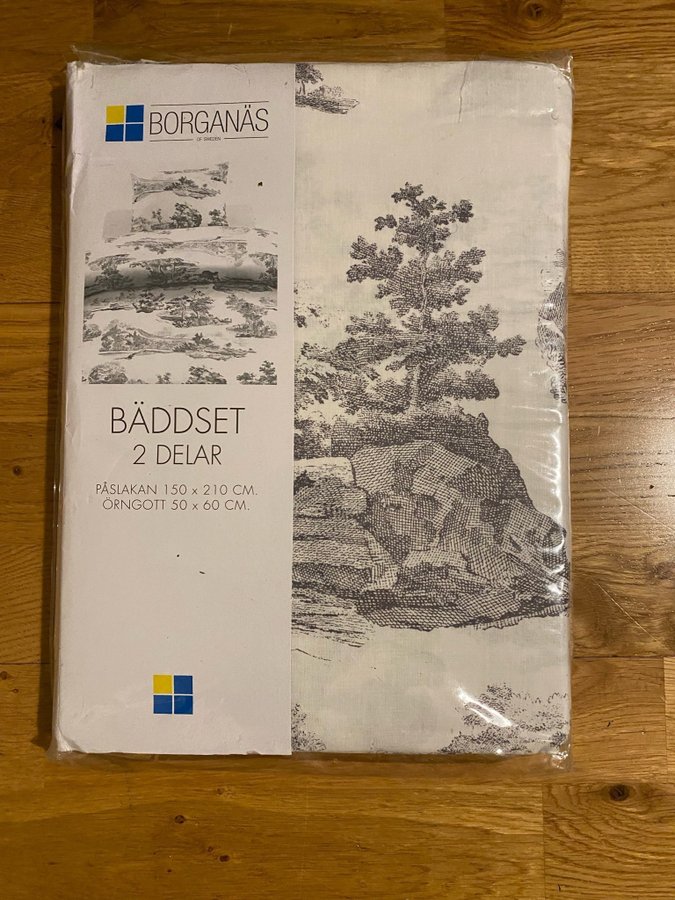 BORGANÄS
OF SWEDEN
BÄDDSET
2 DELAR
PÅSLAKAN 150 x 210 CM.
ÖRNGOTT 50 x 60 CM.